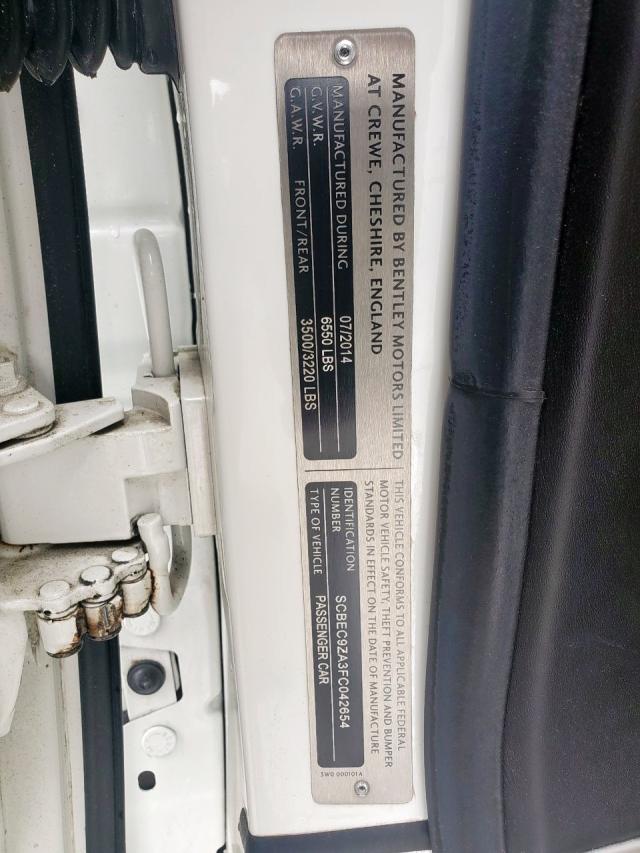 MANUFACTURED BY BENTLEY MOTORS LIMITED
AT CREWE, CHESHIRE, ENGLAND
MANUFACTURED DURING 07/2014
G.V.W.R. 6550 LBS
G.A.W.R. FRONT/REAR 3500/3220 LBS
THIS VEHICLE CONFORMS TO ALL APPLICABLE FEDERAL
MOTOR VEHICLE SAFETY, THEFT PREVENTION AND BUMPER
STANDARDS IN EFFECT ON THE DATE OF MANUFACTURE
IDENTIFICATION
NUMBER SCBEC9ZA3FC042654
TYPE OF VEHICLE PASSENGER CAR
3W0 000101A